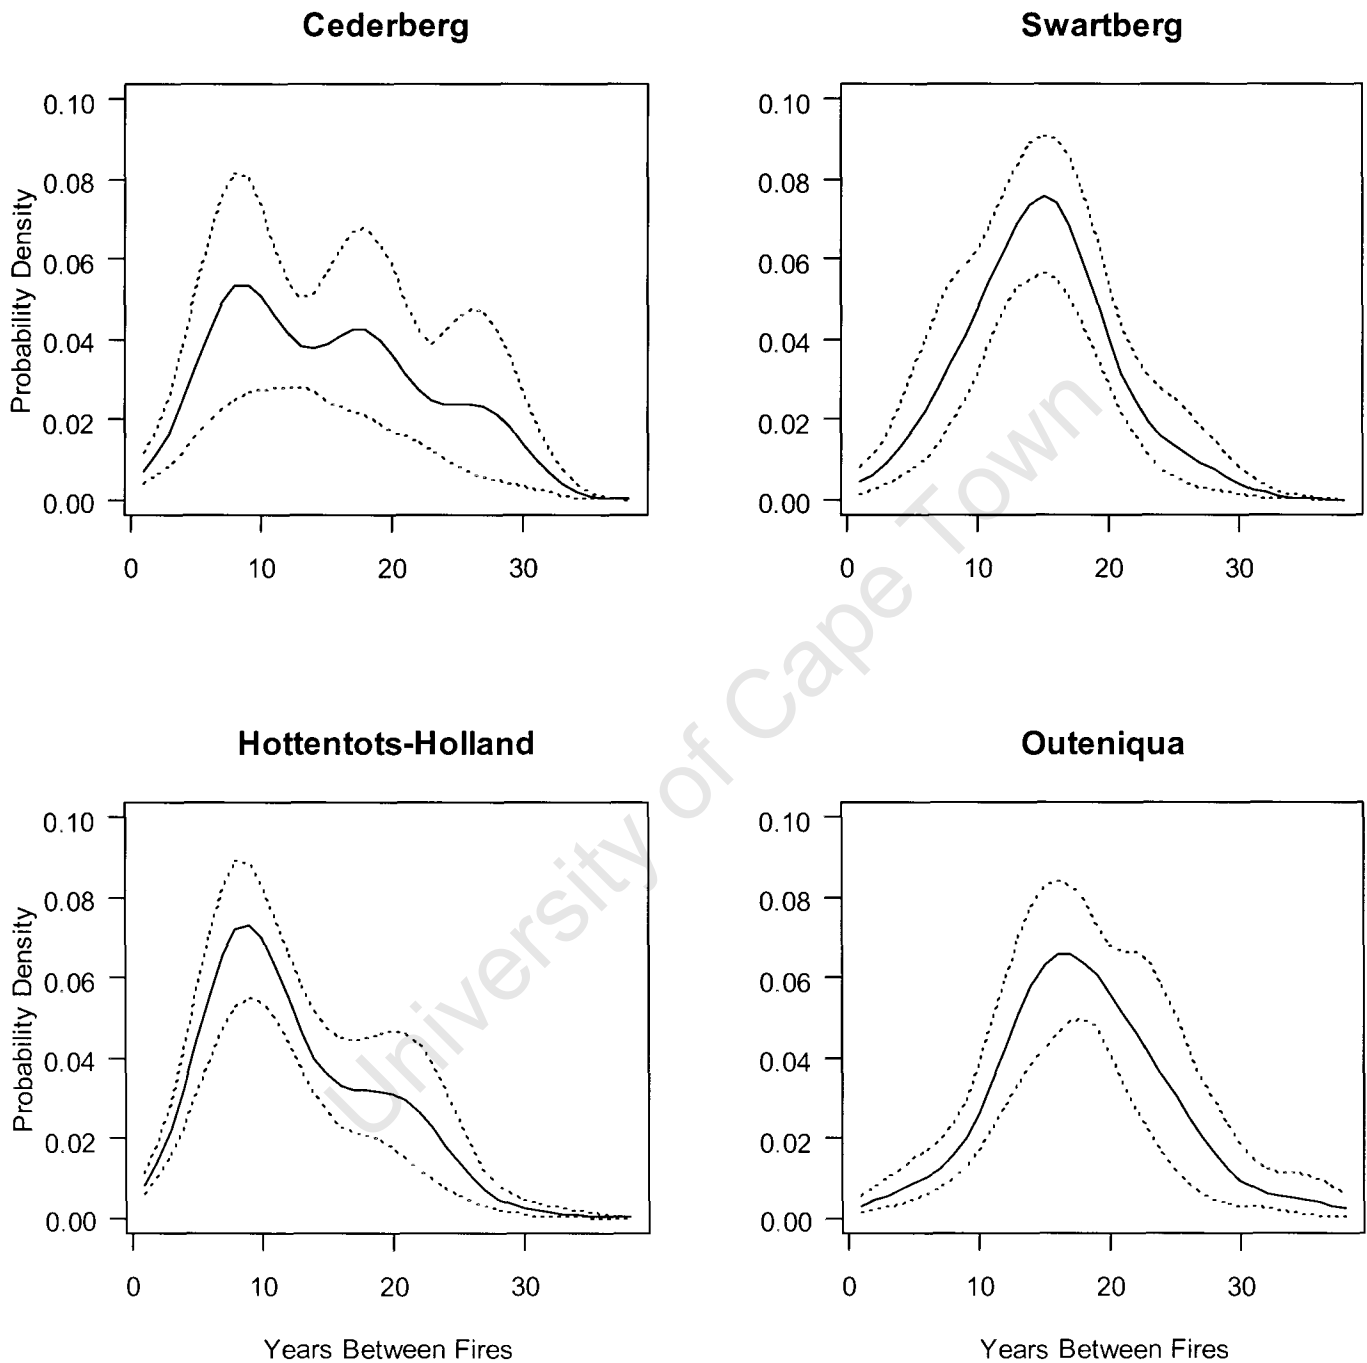 Cederberg
Swartberg
Probability Density
0.10
0.08
0.06
0.04
0.02
0.00
0 10 20 30
0.10
0.08
0.06
0.04
0.02
0.00
0 10 20 30
University of Cape Town
Hottentots-Holland
Outeniqua
Probability Density
0.10
0.08
0.06
0.04
0.02
0.00
0 10 20 30
Years Between Fires
0.10
0.08
0.06
0.04
0.02
0.00
0 10 20 30
Years Between Fires